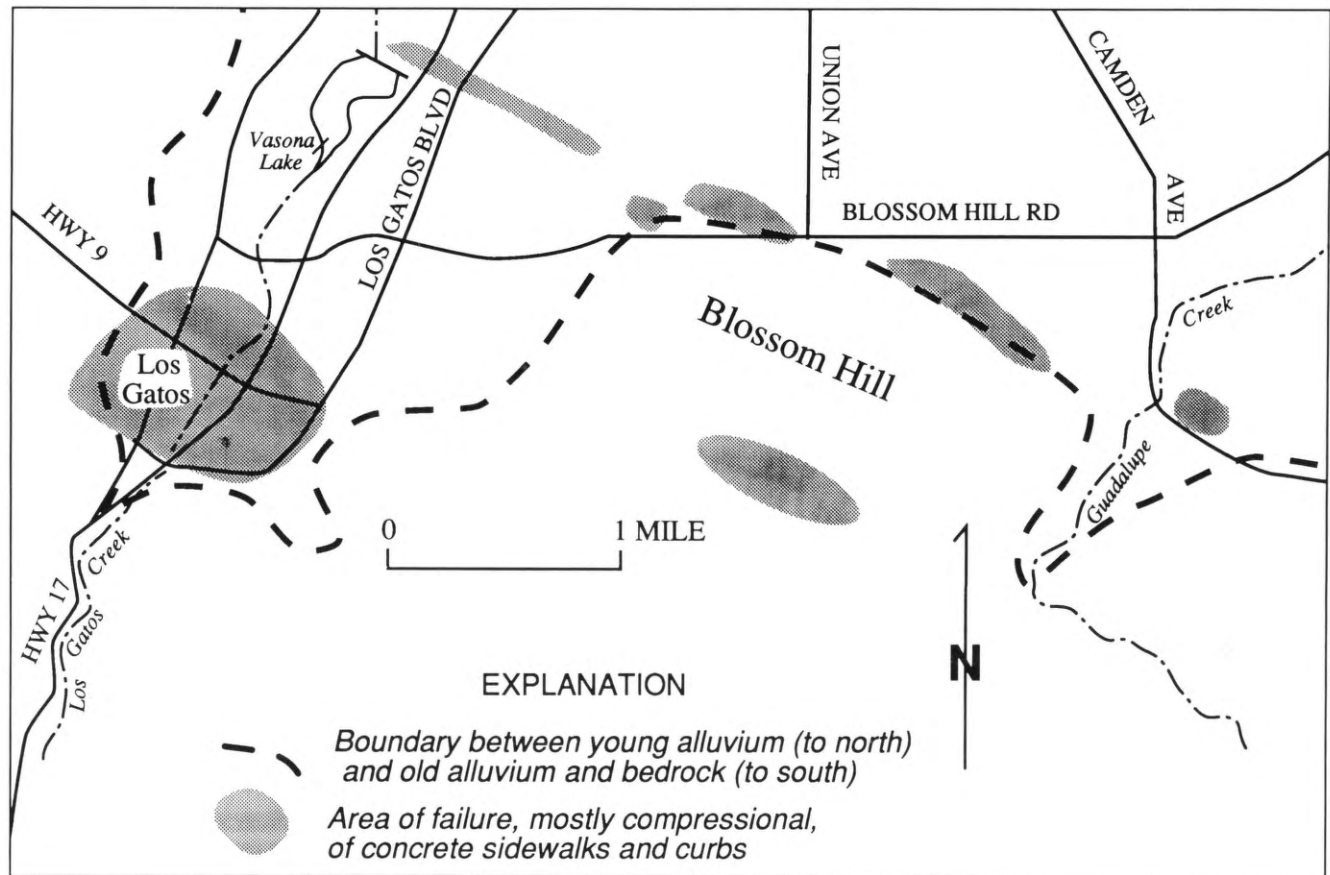 UNION AVE
CAMDEN
AVE
Vasona
Lake
LOS GATOS BLVD
HWY 9
BLOSSOM HILL RD
Creek
Blossom Hill
Los
Gatos
Guadalupe
0
1 MILE
Creek
HWY 17
Gatos
Los
N
EXPLANATION
Boundary between young alluvium (to north)
and old alluvium and bedrock (to south)
Area of failure, mostly compressional,
of concrete sidewalks and curbs